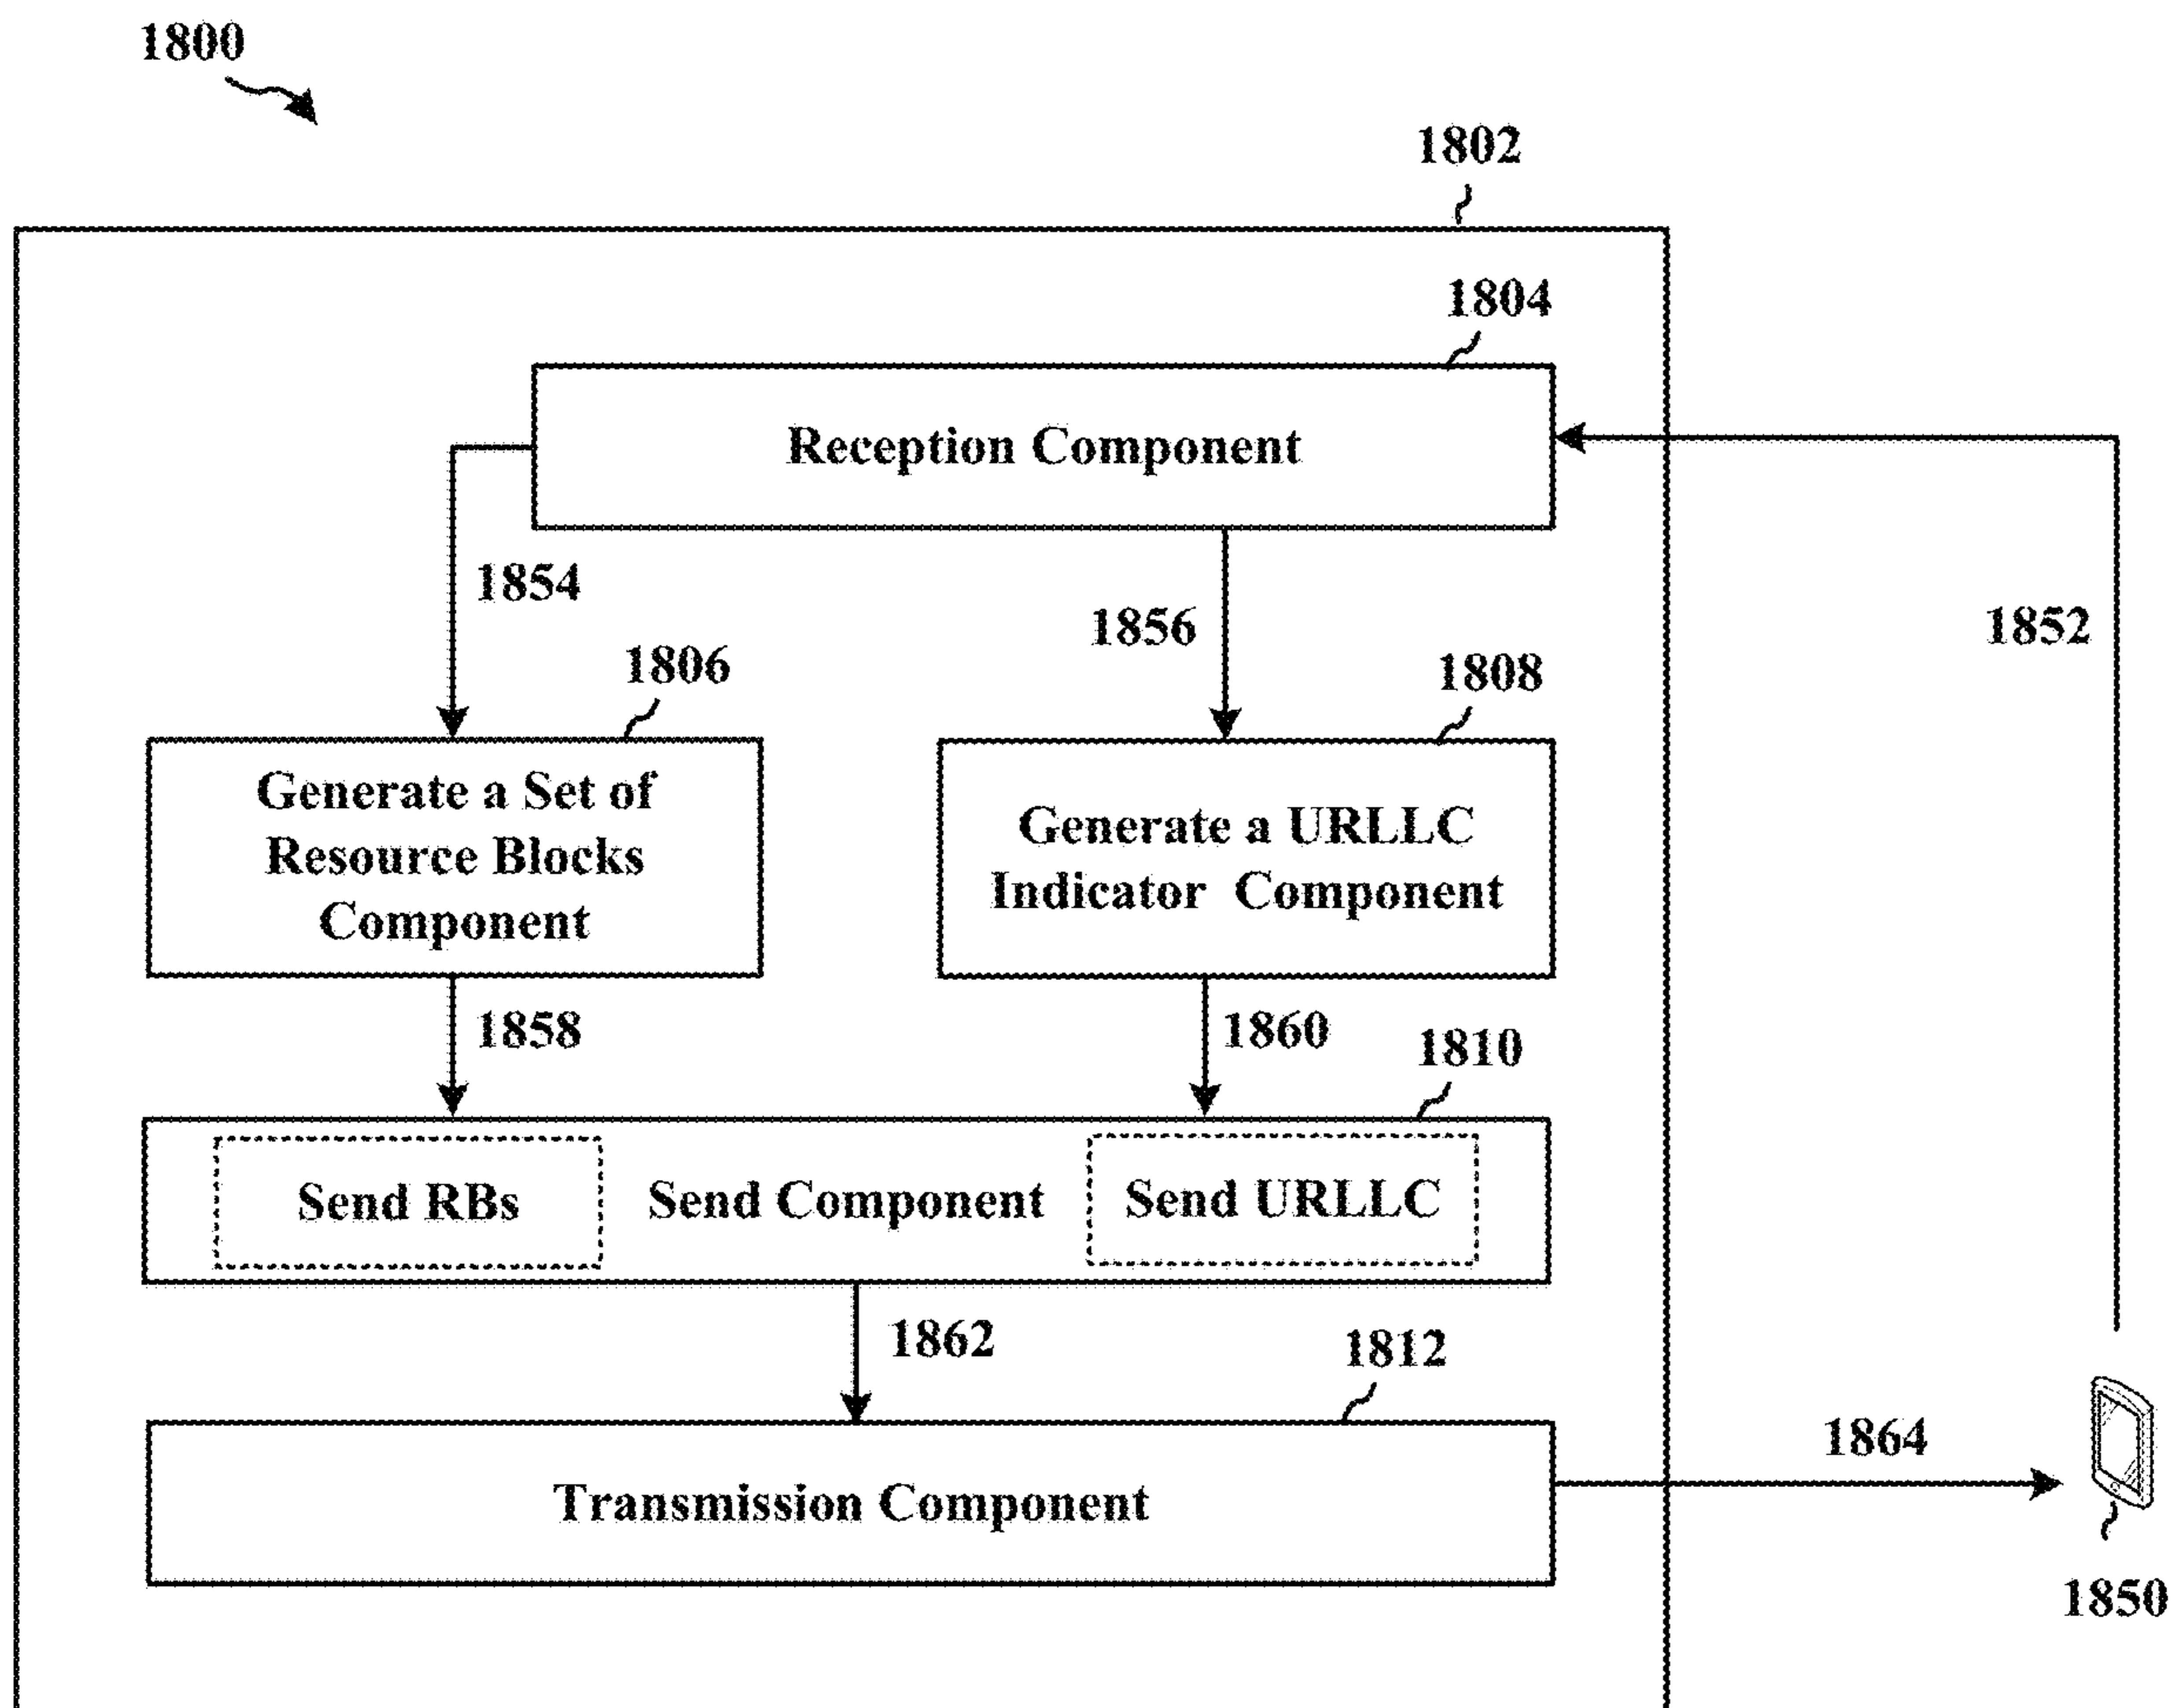 1800
1802
1804
Reception Component
1854
1856
1852
1806
1808
Generate a Set of
Resource Blocks
Component
Generate a URLLC
Indicator Component
1858
1860
1810
Send RBs
Send Component
Send URLLC
1862
1812
1864
Transmission Component
1850